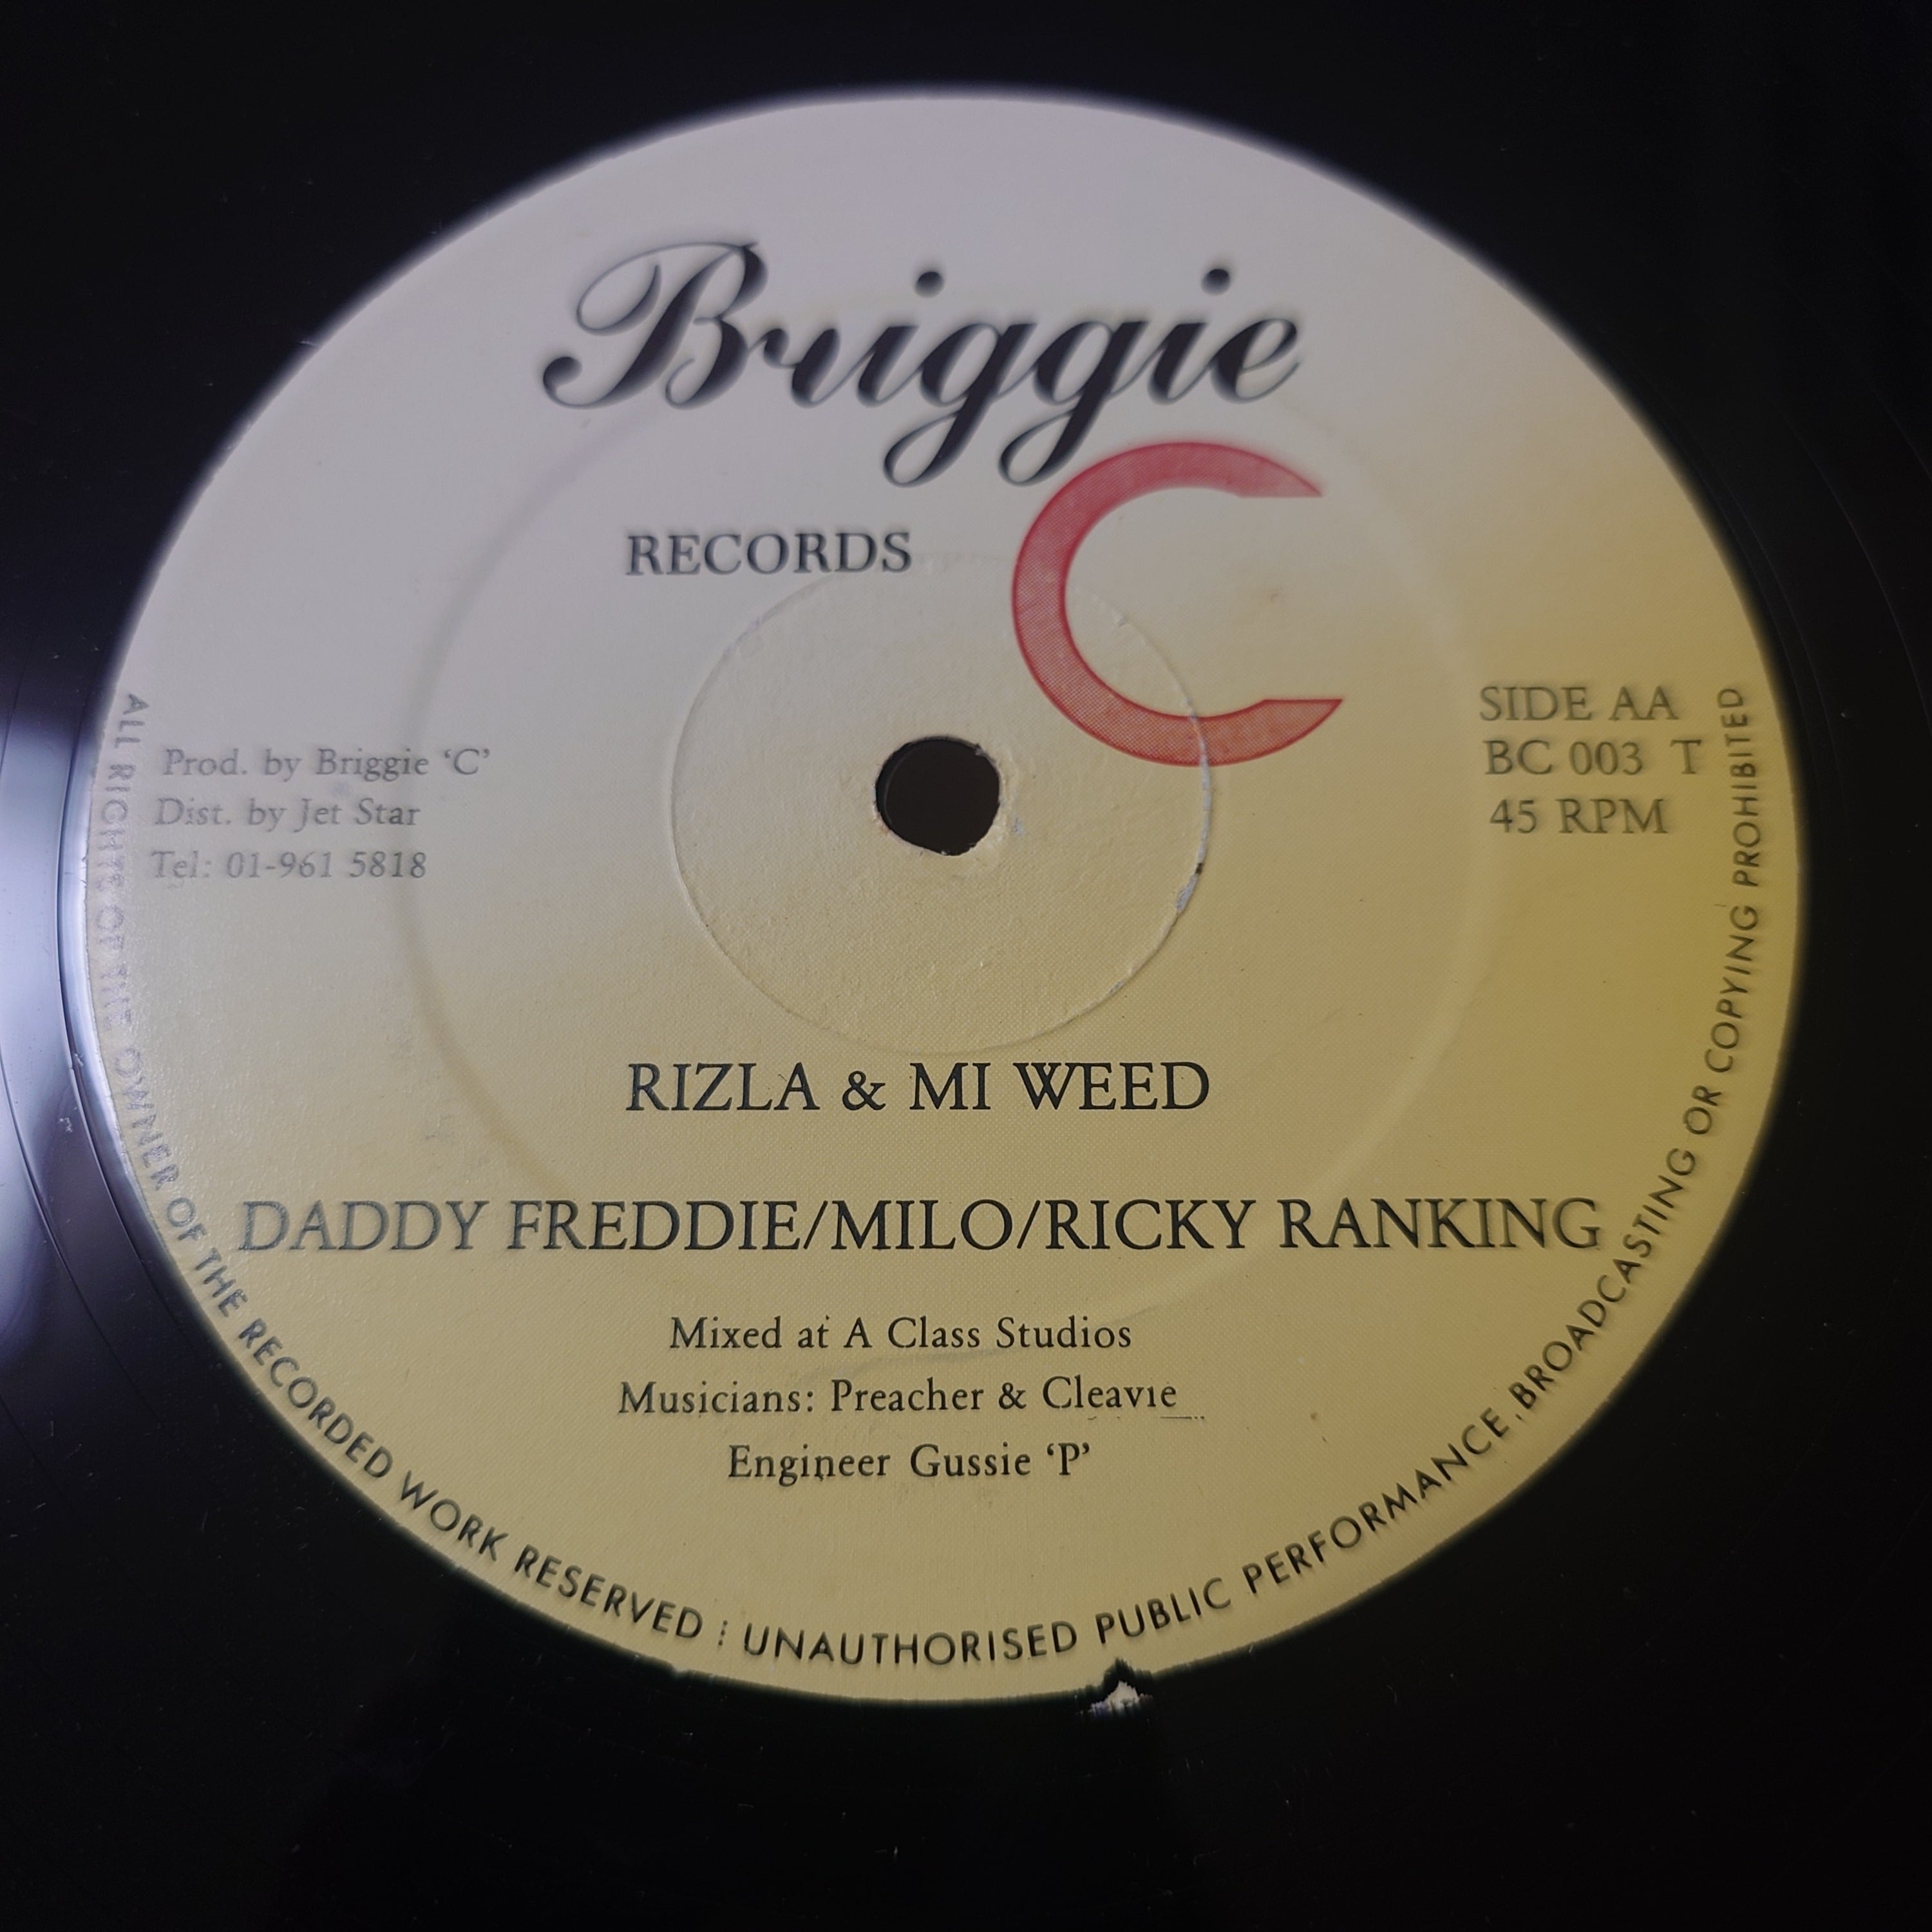 Briggie
C
RECORDS
Prod. by Briggie ‘C’
Dist. by Jet Star
Tel: 01-961 5818
SIDE AA
BC 003 T
45 RPM
RIZLA & MI WEED
DADDY FREDDIE/MILO/RICKY RANKING
Mixed at A Class Studios
Musicians: Preacher & Cleavie
Engineer Gussie ‘P’
ALL RIGHTS OF THE OWNER OF THE RECORDED WORK RESERVED : UNAUTHORISED PUBLIC PERFORMANCE, BROADCASTING OR COPYING PROHIBITED